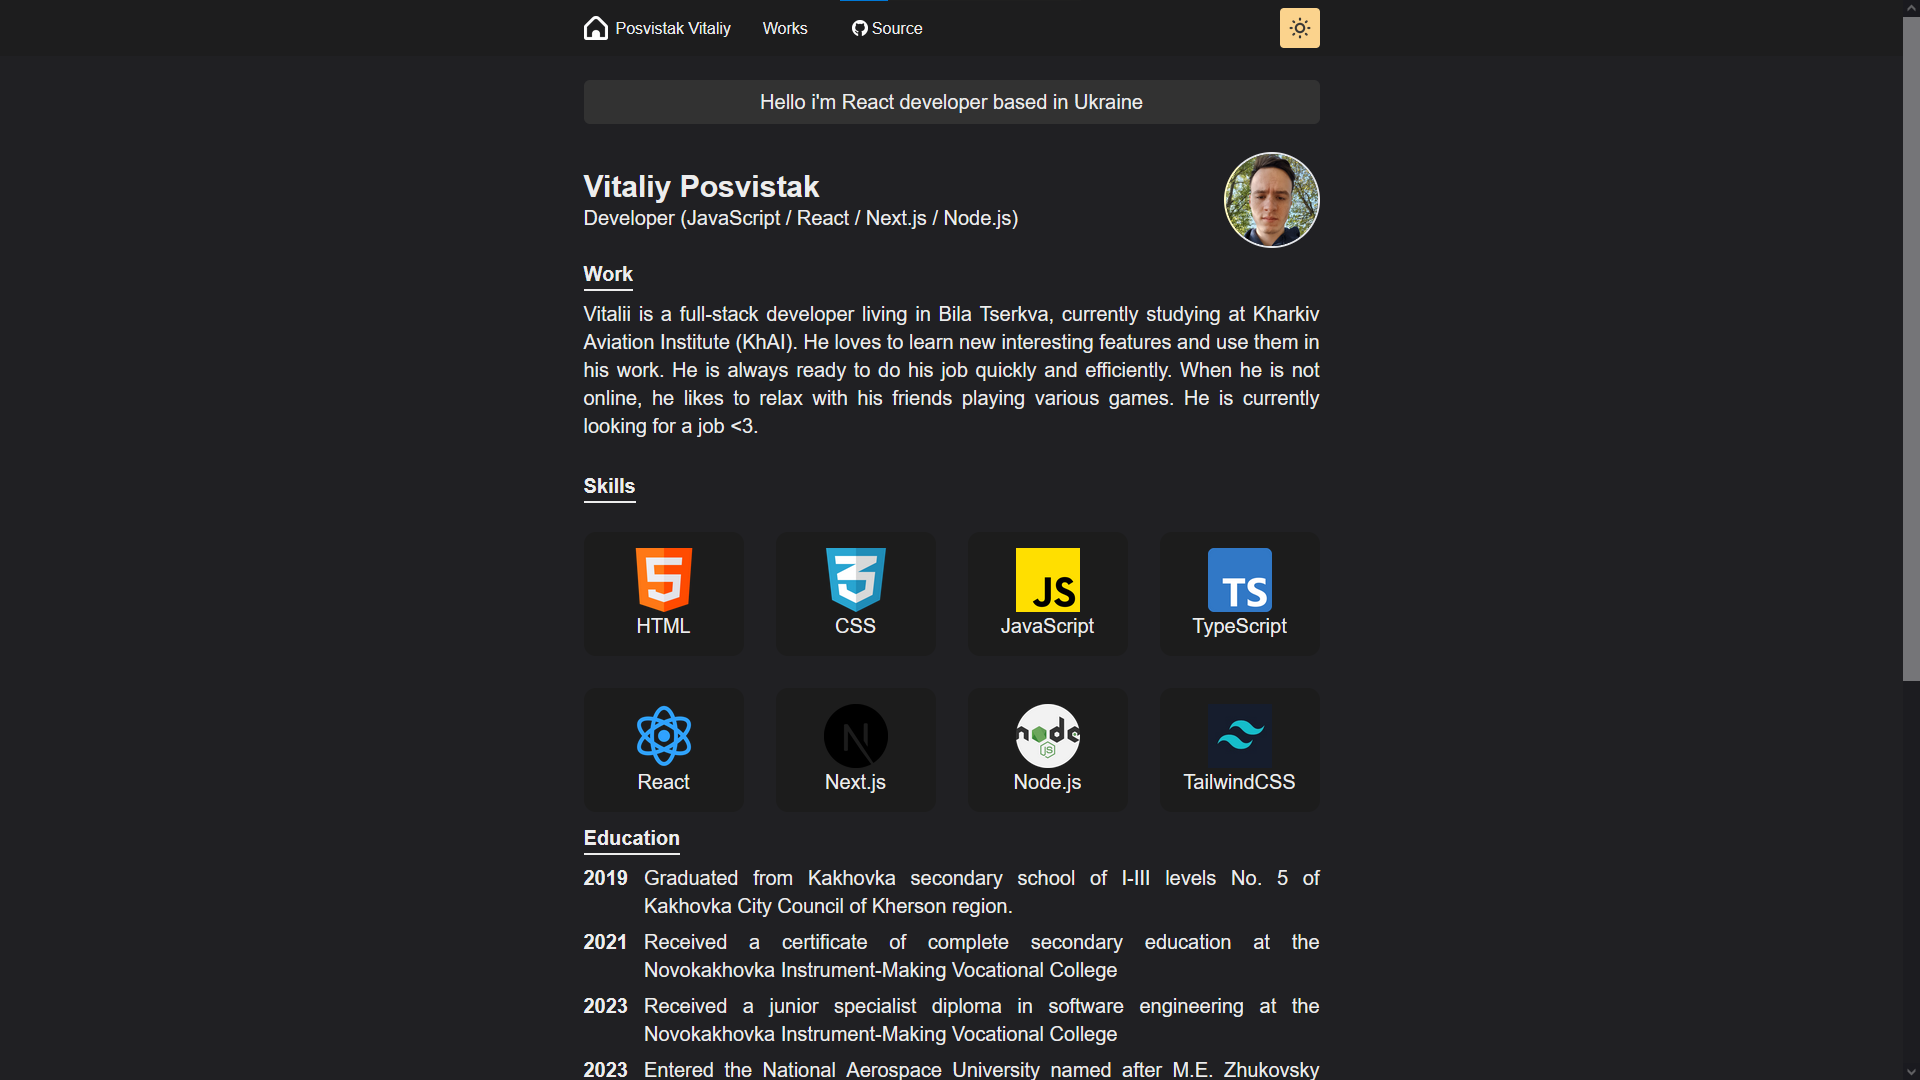 Posvistak Vitaliy Works Source
Hello i'm React developer based in Ukraine
Vitaliy Posvistak
Developer (JavaScript / React / Next.js / Node.js)
Work
Vitalii is a full-stack developer living in Bila Tserkva, currently studying at Kharkiv
Aviation Institute (KhAI). He loves to learn new interesting features and use them in
his work. He is always ready to do his job quickly and efficiently. When he is not
online, he likes to relax with his friends playing various games. He is currently
looking for a job <3.
Skills
5 3 JS TS
HTML CSS JavaScript TypeScript
N node JS
React Next.js Node.js TailwindCSS
Education
2019 Graduated from Kakhovka secondary school of I-III levels No. 5 of
Kakhovka City Council of Kherson region.
2021 Received a certificate of complete secondary education at the
Novokakhovka Instrument-Making Vocational College
2023 Received a junior specialist diploma in software engineering at the
Novokakhovka Instrument-Making Vocational College
2023 Entered the National Aerospace University named after M.E. Zhukovsky